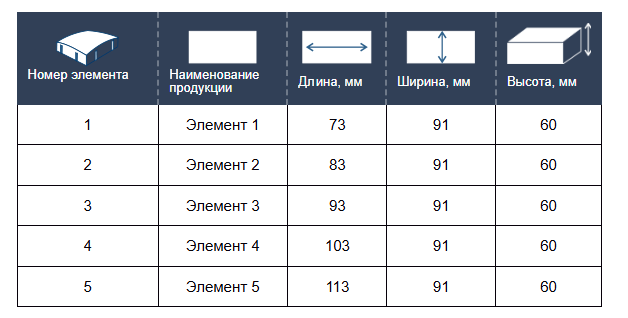 Номер элемента Наименование продукции Длина, мм Ширина, мм Высота, мм
1 Элемент 1 73 91 60
2 Элемент 2 83 91 60
3 Элемент 3 93 91 60
4 Элемент 4 103 91 60
5 Элемент 5 113 91 60